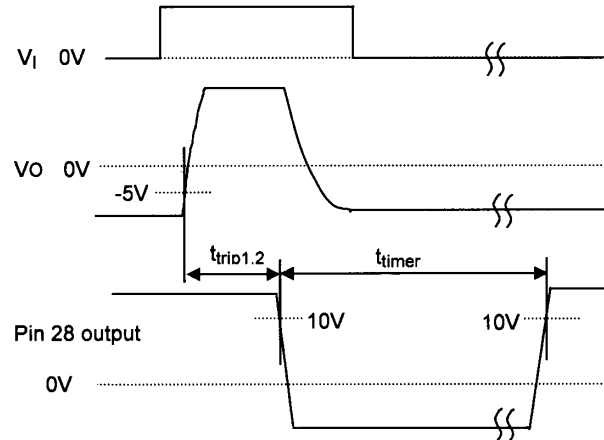 VI 0V
VO 0V
-5V
ttrip1,2
ttimer
10V 10V
Pin 28 output
0V